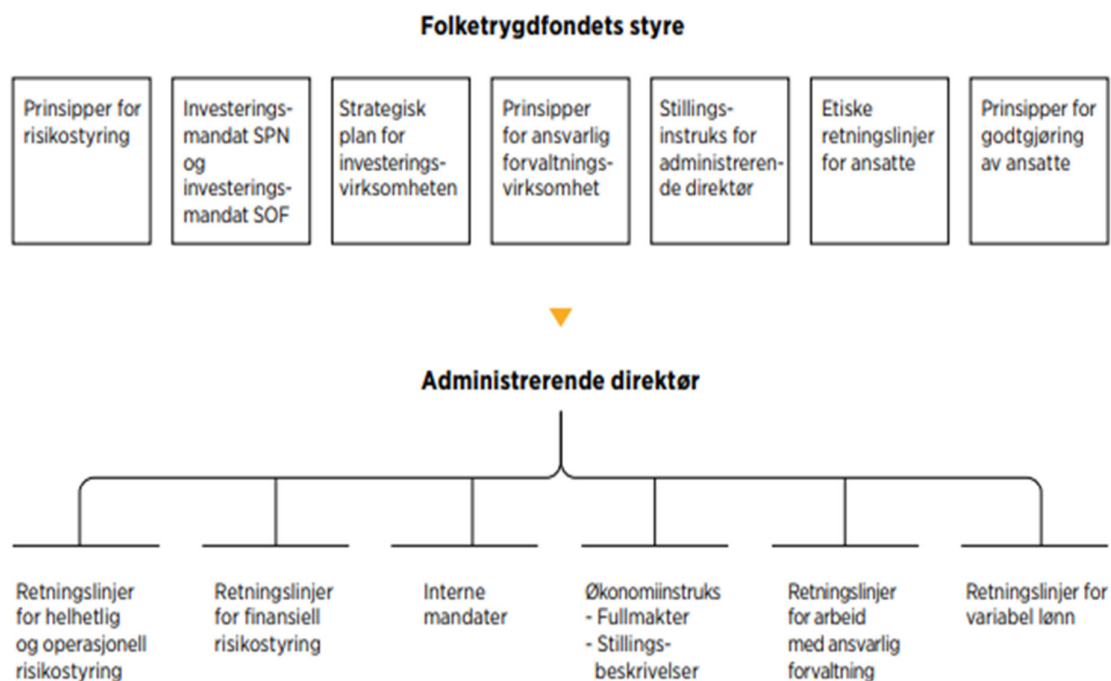 Folketrygdfondets styre
Prinsipper for
risikostyring
Investerings-
mandat SPN
og
investerings-
mandat SOF
Strategisk
plan for
investerings-
virksomheten
Prinsipper
for ansvarlig
forvaltnings-
virksomhet
Stillings-
instruks for
administreren-
de direktør
Etiske
retningslinjer
for ansatte
Prinsipper for
godtgjøring
av ansatte
Administrerende direktør
Retningslinjer
for helhetlig
og operasjonell
risikostyring
Retningslinjer
for finansiell
risikostyring
Interne
mandater
Økonomiinstruks
- Fullmakter
- Stillings-
beskrivelser
Retningslinjer
for arbeid
med ansvarlig
forvaltning
Retningslinjer for
variabel lønn